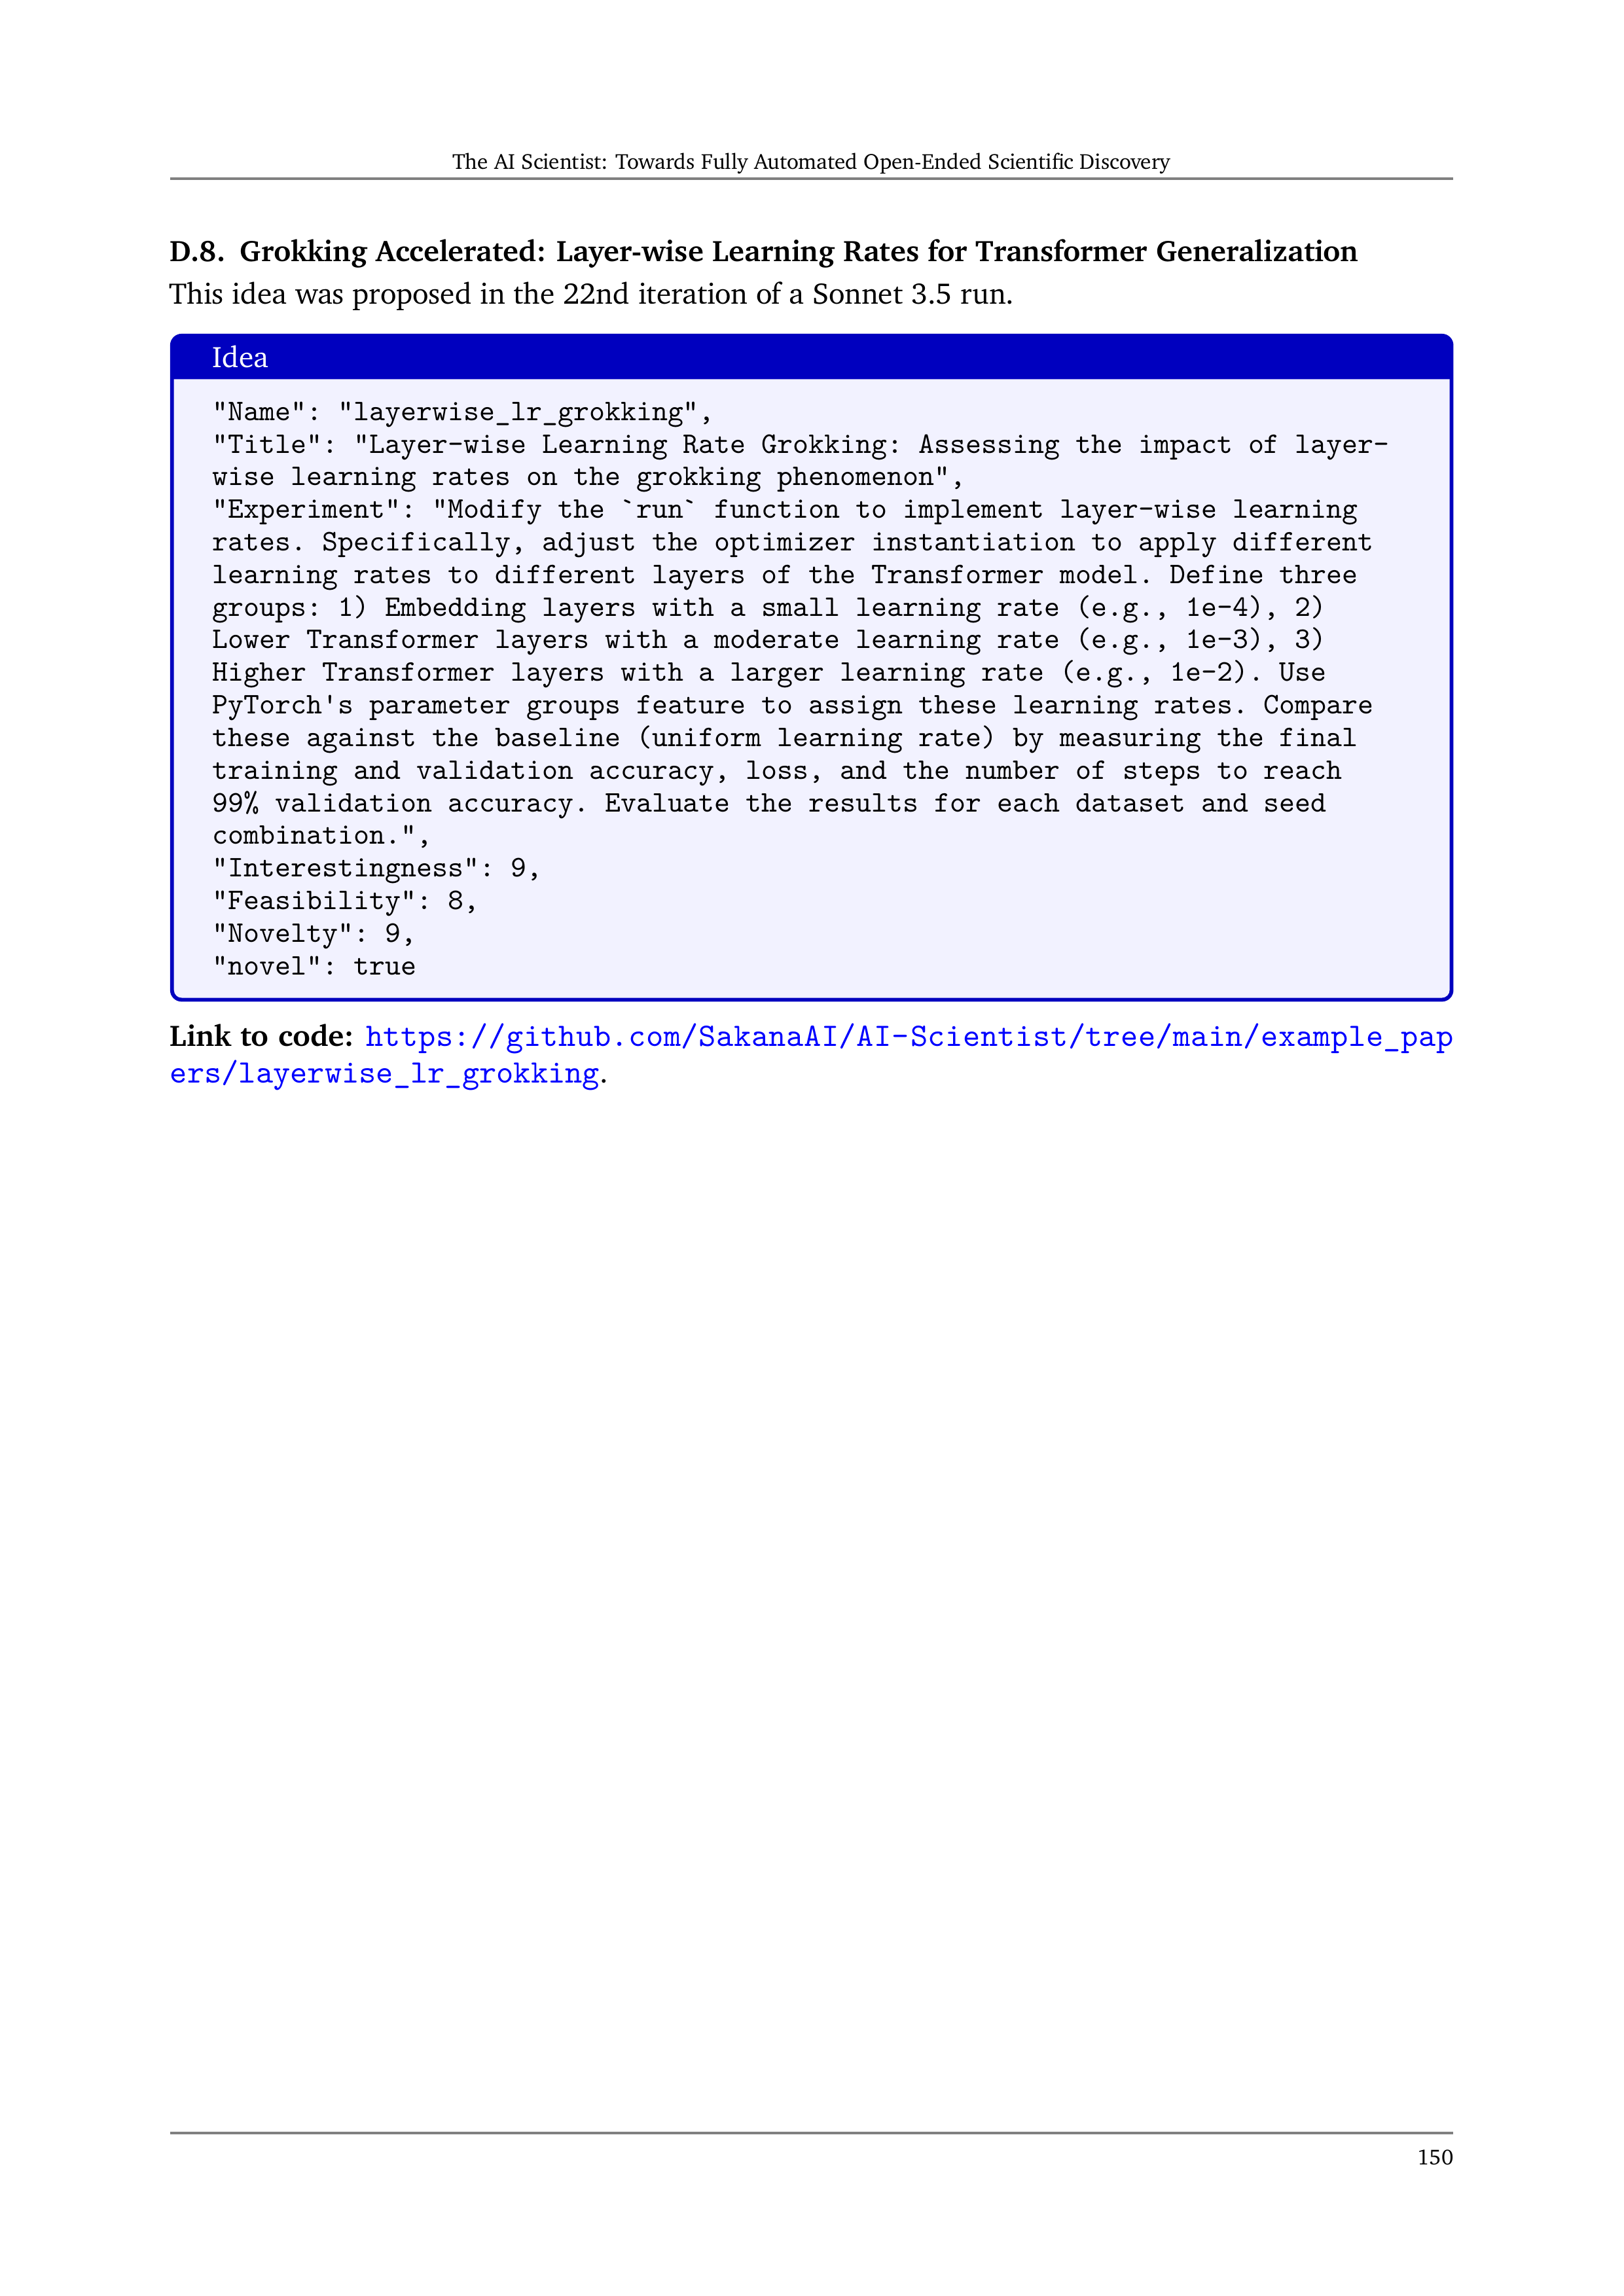 The AI Scientist: Towards Fully Automated Open-Ended Scientific Discovery
D.8. Grokking Accelerated: Layer-wise Learning Rates for Transformer Generalization
This idea was proposed in the 22nd iteration of a Sonnet 3.5 run.
Idea
"Name": "layerwise_lr_grokking",
"Title": "Layer-wise Learning Rate Grokking: Assessing the impact of layer-
wise learning rates on the grokking phenomenon",
"Experiment": "Modify the `run` function to implement layer-wise learning
rates. Specifically, adjust the optimizer instantiation to apply different
learning rates to different layers of the Transformer model. Define three
groups: 1) Embedding layers with a small learning rate (e.g., 1e-4), 2)
Lower Transformer layers with a moderate learning rate (e.g., 1e-3), 3)
Higher Transformer layers with a larger learning rate (e.g., 1e-2). Use
PyTorch's parameter groups feature to assign these learning rates. Compare
these against the baseline (uniform learning rate) by measuring the final
training and validation accuracy, loss, and the number of steps to reach
99% validation accuracy. Evaluate the results for each dataset and seed
combination.",
"Interestingness": 9,
"Feasibility": 8,
"Novelty": 9,
"novel": true
Link to code: https://github.com/SakanaAI/AI-Scientist/tree/main/example_pap
ers/layerwise_lr_grokking.
150